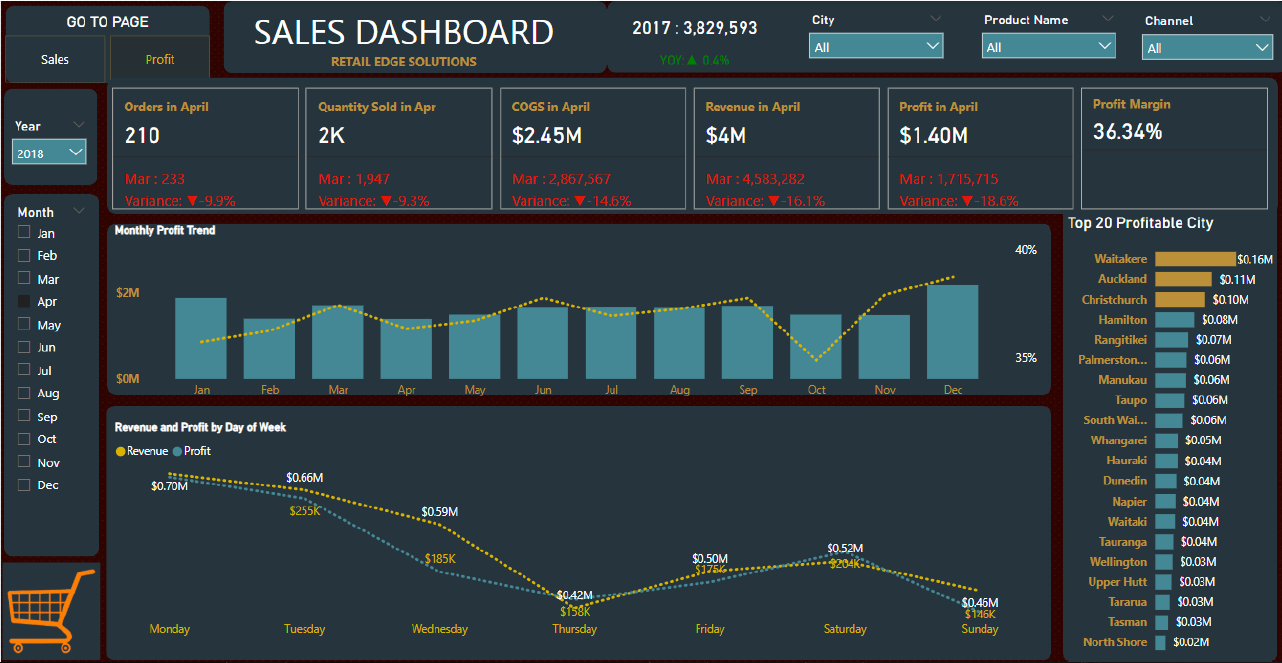 GO TO PAGE
Sales
Profit
SALES DASHBOARD
RETAIL EDGE SOLUTIONS
2017 : 3,829,593
YOY: ▲ 0.4%
City
All
Product Name
All
Channel
All
Year
2018
Month
Jan
Feb
Mar
Apr
May
Jun
Jul
Aug
Sep
Oct
Nov
Dec
Orders in April
210
Mar : 233
Variance: ▼-9.9%
Quantity Sold in Apr
2K
Mar : 1,947
Variance: ▼-9.3%
COGS in April
$2.45M
Mar : 2,867,567
Variance: ▼-14.6%
Revenue in April
$4M
Mar : 4,583,282
Variance: ▼-16.1%
Profit in April
$1.40M
Mar : 1,715,715
Variance: ▼-18.6%
Profit Margin
36.34%
Monthly Profit Trend
$2M
$0M
40%
35%
Jan Feb Mar Apr May Jun Jul Aug Sep Oct Nov Dec
Revenue and Profit by Day of Week
Revenue Profit
$0.70M
$0.66M
$255K
$0.59M
$185K
$0.42M
$158K
$0.50M
$175K
$0.52M
$204K
$0.46M
$146K
Monday Tuesday Wednesday Thursday Friday Saturday Sunday
Top 20 Profitable City
Waitakere $0.16M
Auckland $0.11M
Christchurch $0.10M
Hamilton $0.08M
Rangitikei $0.07M
Palmerston... $0.06M
Manukau $0.06M
Taupo $0.06M
South Wai... $0.06M
Whangarei $0.05M
Hauraki $0.04M
Dunedin $0.04M
Napier $0.04M
Waitaki $0.04M
Tauranga $0.04M
Wellington $0.03M
Upper Hutt $0.03M
Tararua $0.03M
Tasman $0.03M
North Shore $0.02M